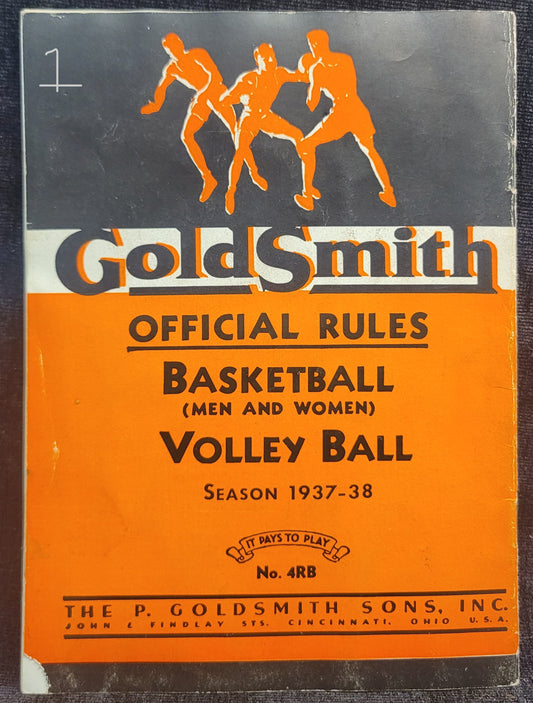 1
GoldSmith
OFFICIAL RULES
BASKETBALL
(MEN AND WOMEN)
VOLLEY BALL
SEASON 1937-38
IT PAYS TO PLAY
No. 4RB
THE P. GOLDSMITH SONS, INC.
JOHN & FINDLAY STS. CINCINNATI, OHIO U.S.A.